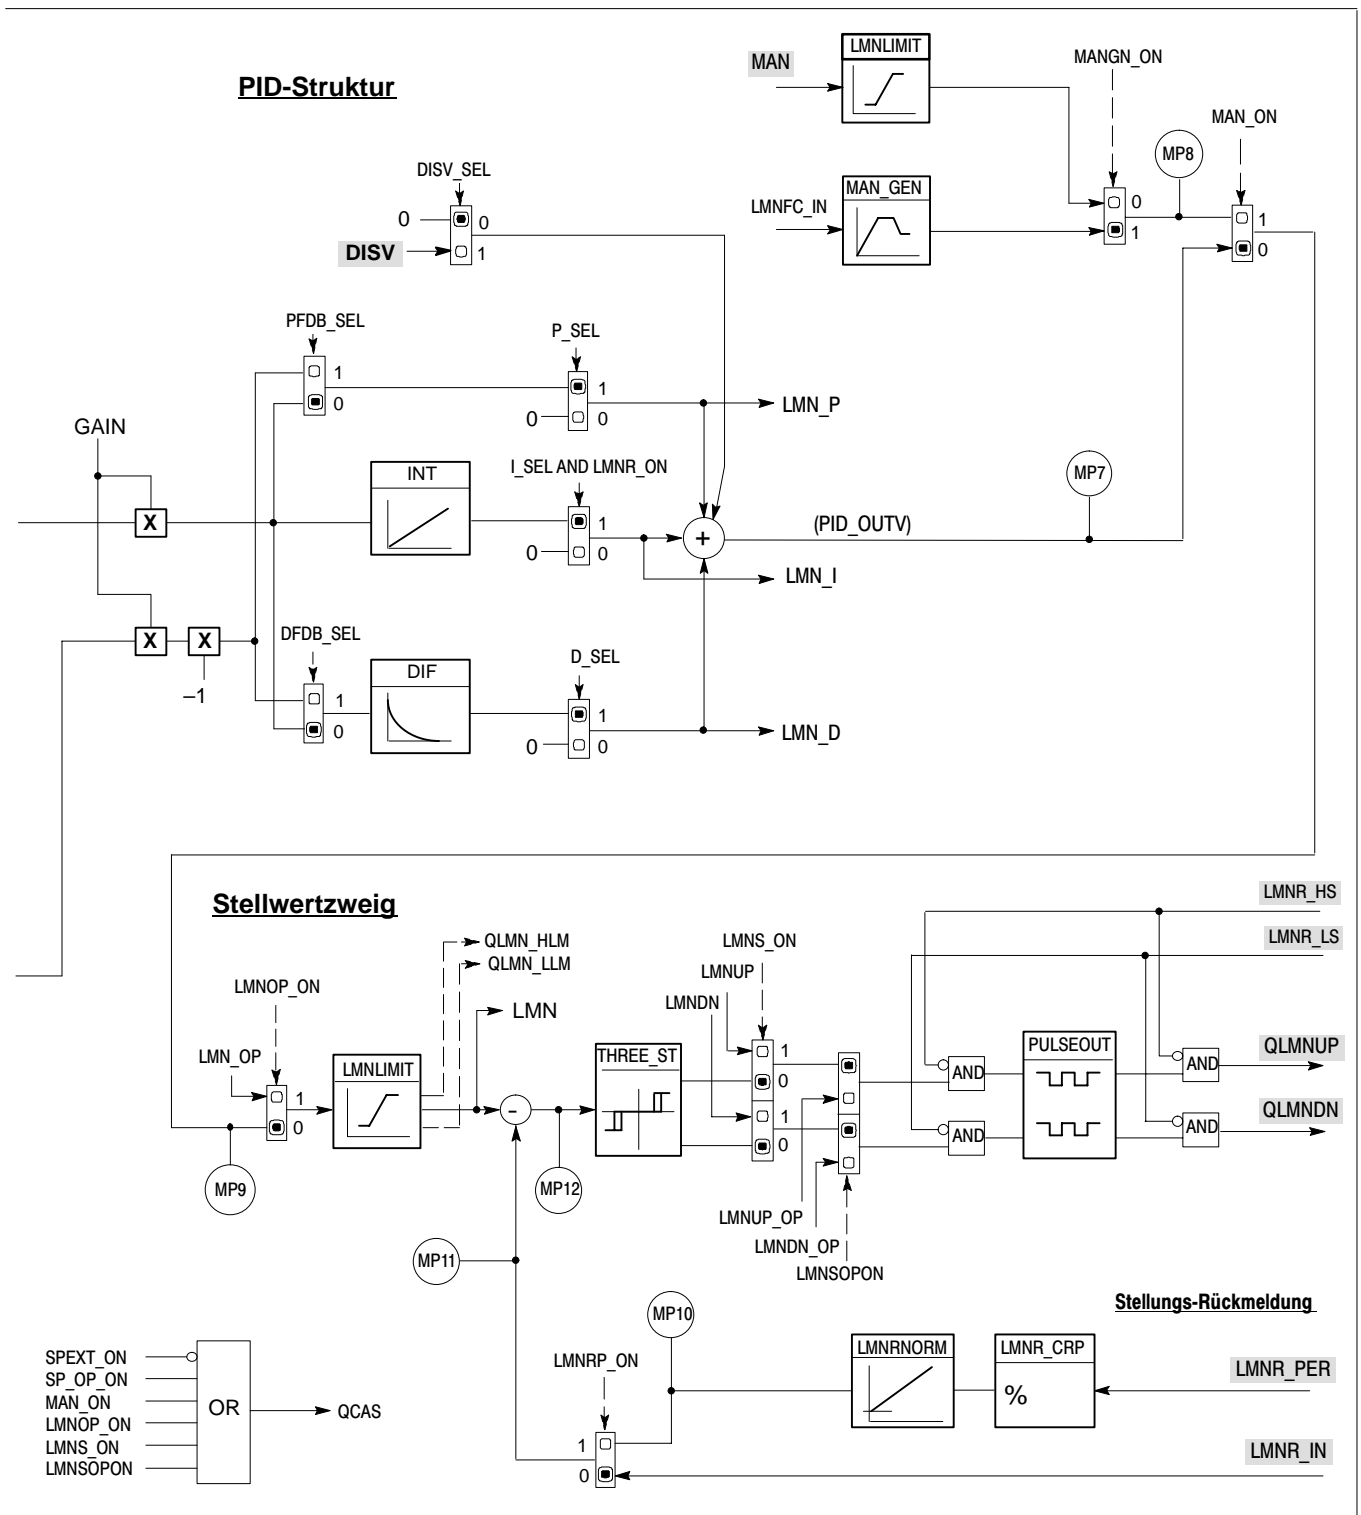 PID-Struktur
MAN
LMNLIMIT
MANGN_ON
MAN_ON
MP8
DISV_SEL
0
0
DISV
1
LMNFC_IN
MAN_GEN
0
1
1
0
PFDB_SEL
1
0
P_SEL
1
0
0
LMN_P
GAIN
X
INT
I_SEL AND LMNR_ON
1
0
0
+
(PID_OUTV)
MP7
LMN_I
X
X
–1
DFDB_SEL
1
0
DIF
D_SEL
1
0
0
LMN_D
Stellwertzweig
LMNR_HS
LMNR_LS
QLMN_HLM
QLMN_LLM
LMNS_ON
LMNUP
LMNDN
LMNOP_ON
LMN
LMN_OP
1
0
LMNLIMIT
-
THREE_ST
1
0
1
0
AND
AND
PULSEOUT
AND
AND
QLMNUP
QLMNDN
MP9
MP12
LMNUP_OP
LMNDN_OP
LMNSOPON
MP11
Stellungs-Rückmeldung
MP10
SPEXT_ON
SP_OP_ON
MAN_ON
LMNOP_ON
LMNS_ON
LMNSOPON
OR
QCAS
LMNRP_ON
1
0
LMNRNORM
LMNR_CRP
%
LMNR_PER
LMNR_IN